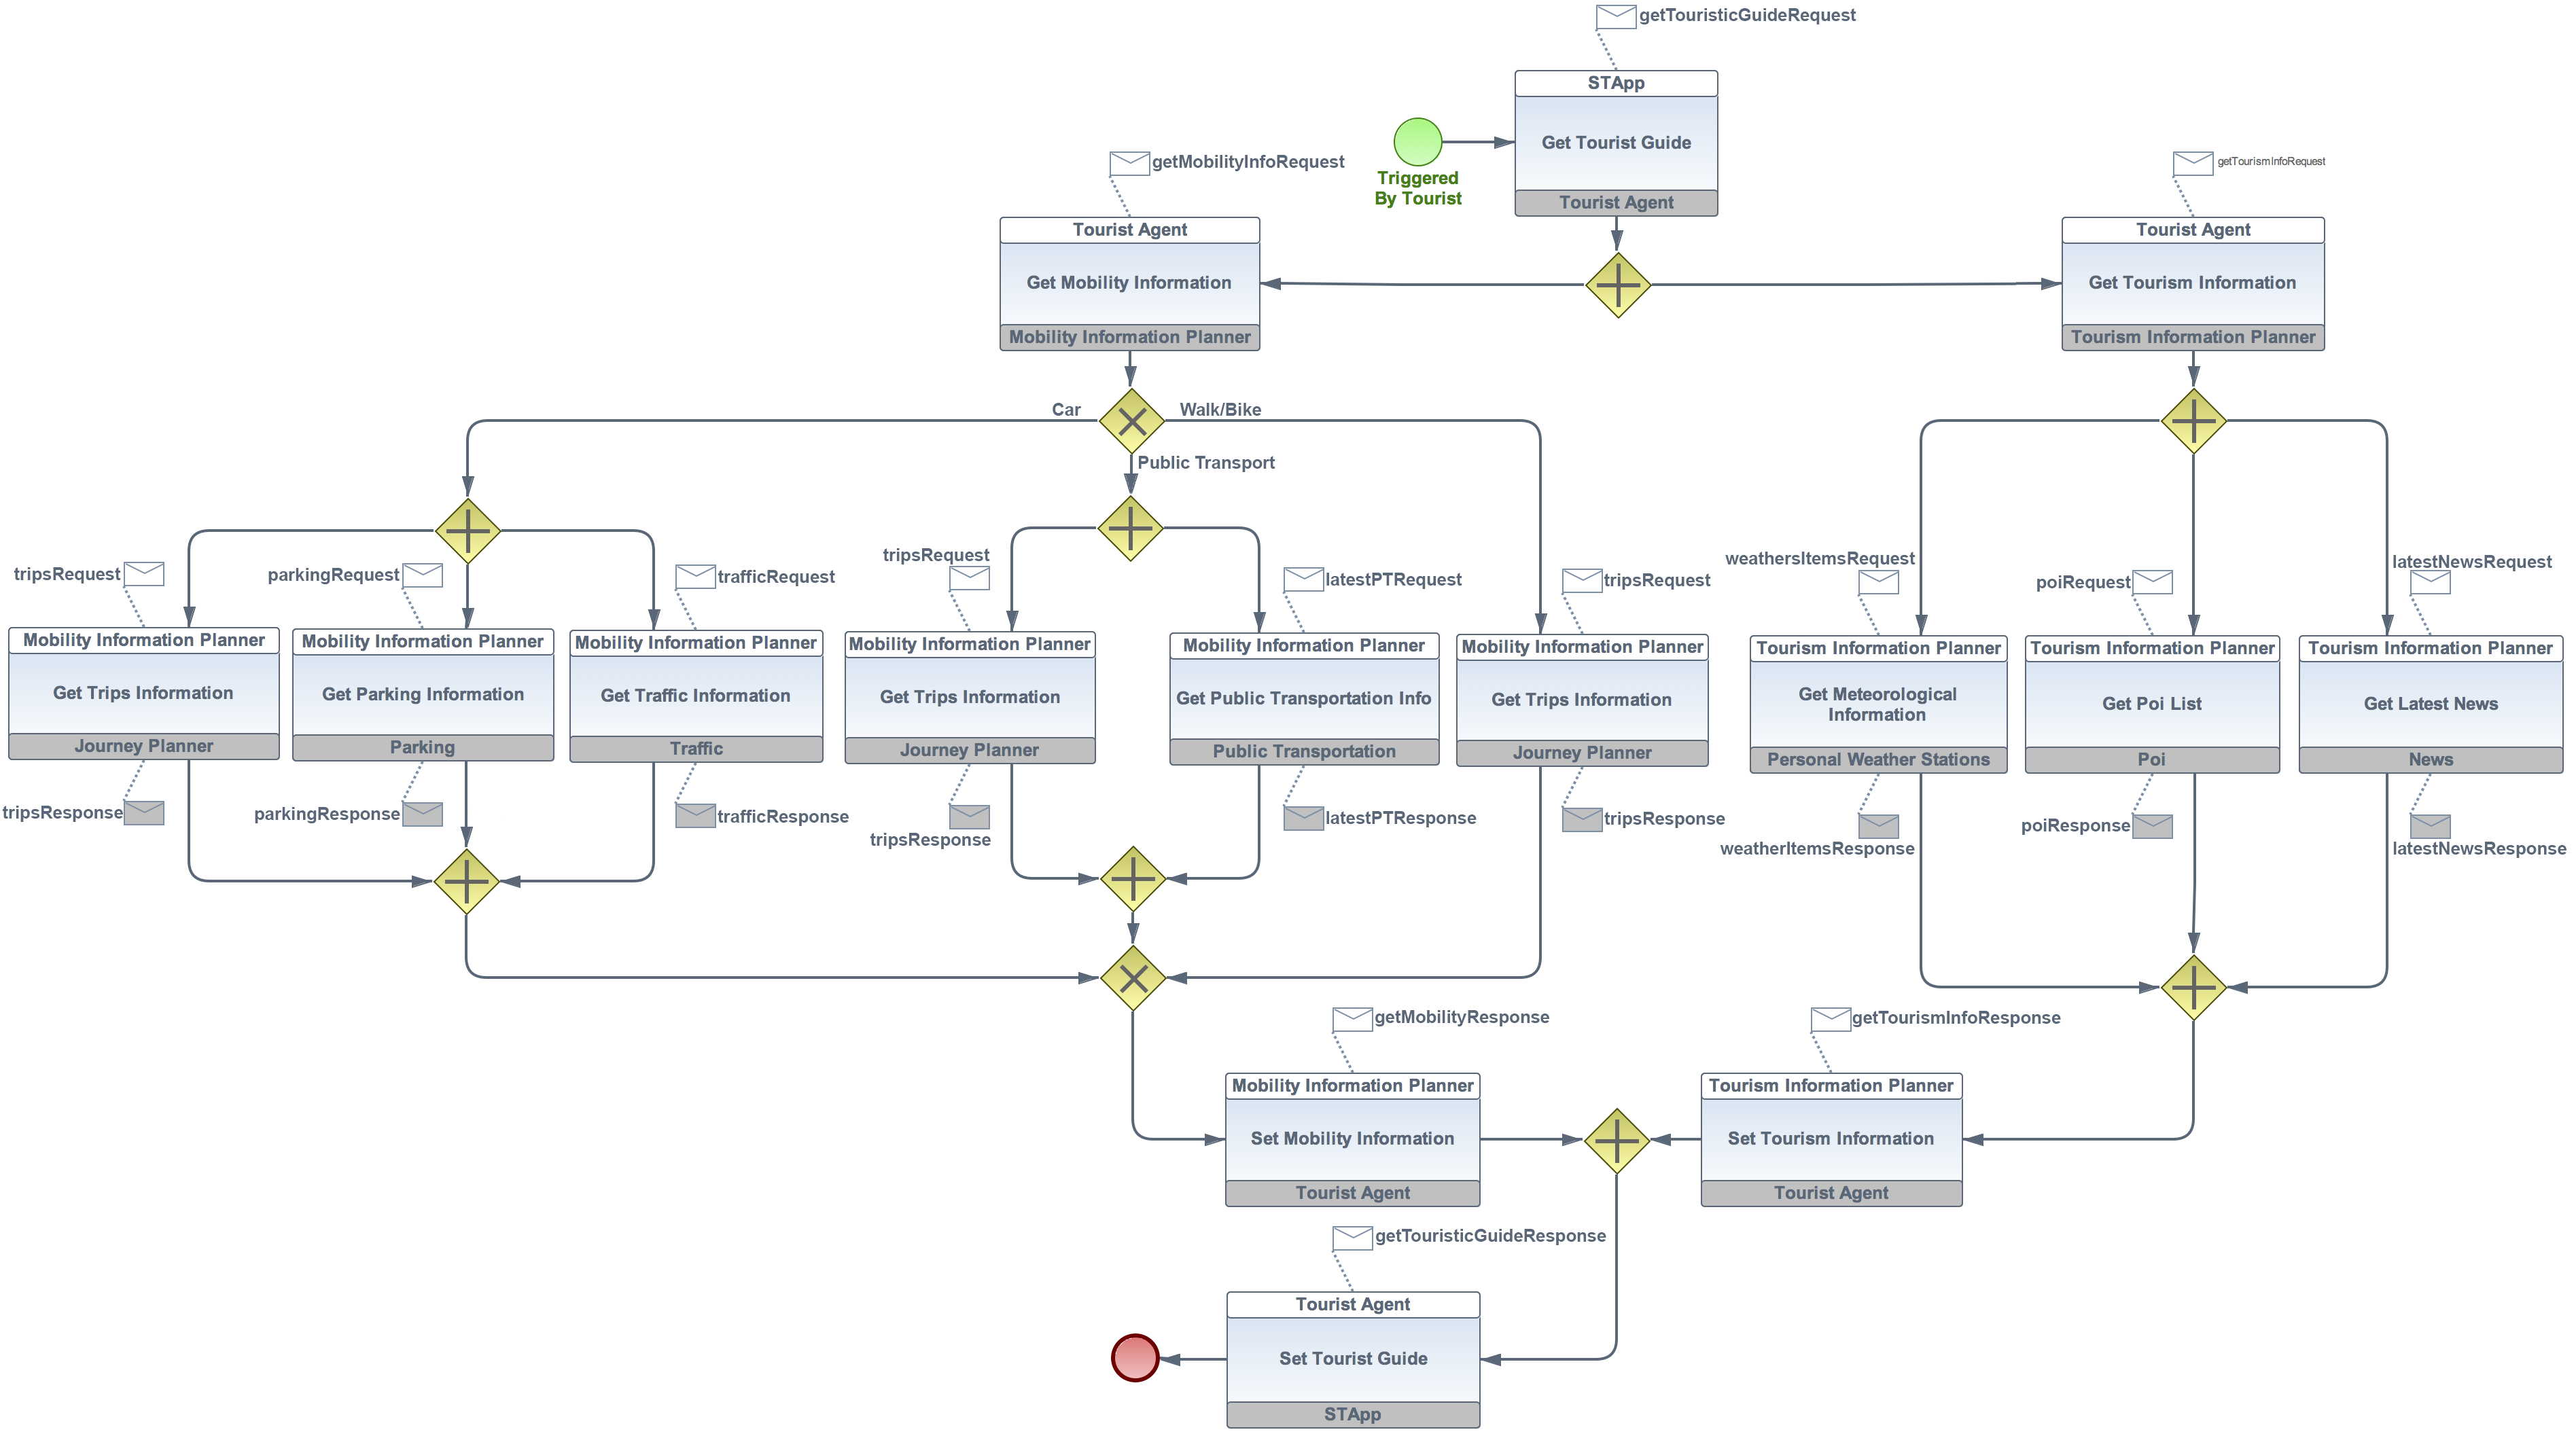 getTouristicGuideRequest
STApp
Get Tourist Guide
Tourist Agent
Triggered
By Tourist
getMobilityInfoRequest
Tourist Agent
Get Mobility Information
Mobility Information Planner
getTourismInfoRequest
Tourist Agent
Get Tourism Information
Tourism Information Planner
Car
Walk/Bike
Public Transport
tripsRequest
Mobility Information Planner
Get Trips Information
Journey Planner
tripsResponse
parkingRequest
Mobility Information Planner
Get Parking Information
Parking
parkingResponse
trafficRequest
Mobility Information Planner
Get Traffic Information
Traffic
trafficResponse
tripsRequest
Mobility Information Planner
Get Trips Information
Journey Planner
tripsResponse
latestPTRequest
Mobility Information Planner
Get Public Transportation Info
Public Transportation
latestPTResponse
tripsRequest
Mobility Information Planner
Get Trips Information
Journey Planner
tripsResponse
weathersItemsRequest
Tourism Information Planner
Get Meteorological
Information
Personal Weather Stations
weatherItemsResponse
poiRequest
Tourism Information Planner
Get Poi List
Poi
poiResponse
latestNewsRequest
Tourism Information Planner
Get Latest News
News
latestNewsResponse
getMobilityResponse
Mobility Information Planner
Set Mobility Information
Tourist Agent
getTourismInfoResponse
Tourism Information Planner
Set Tourism Information
Tourist Agent
getTouristicGuideResponse
Tourist Agent
Set Tourist Guide
STApp